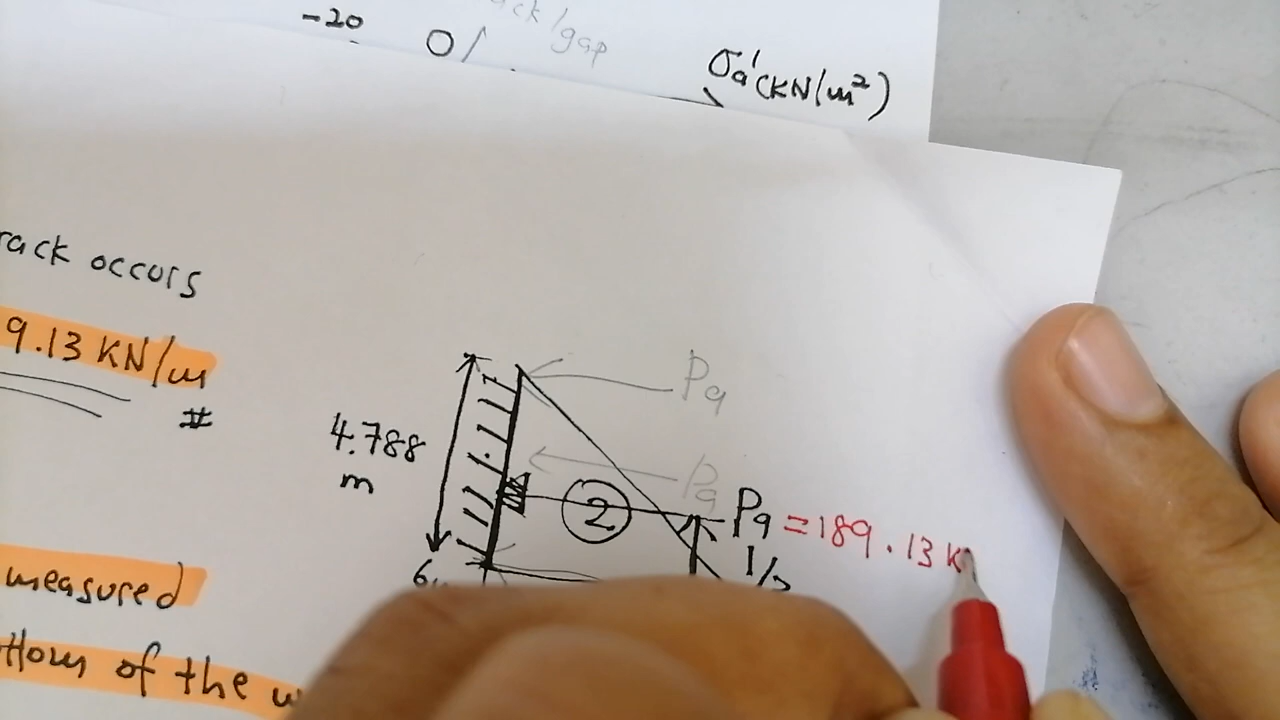 -20
ack/gap
0/
σa'(KN/m²)
rack occurs
9.13 KN/m
#
Pa
4.788
m
Pa
2
Pa = 189.13 K
measured
ttom of the w